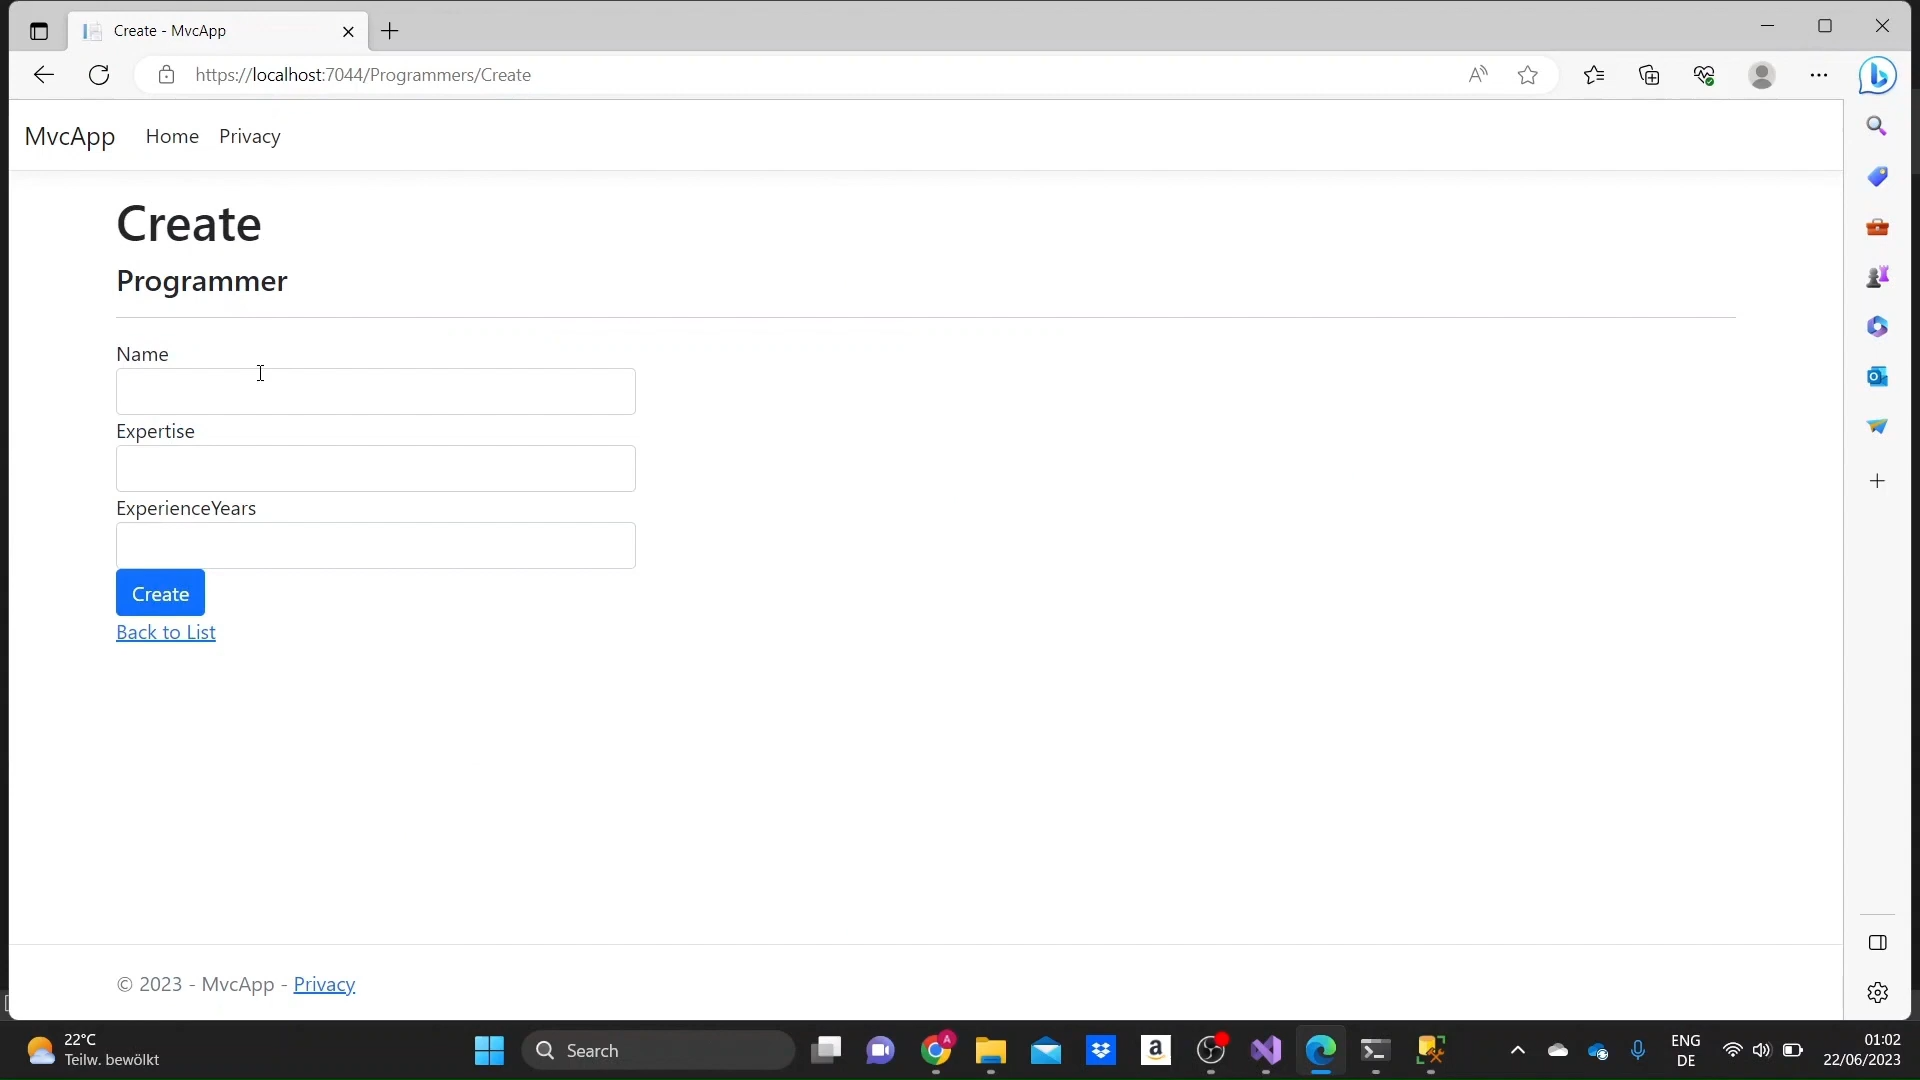 Create - MvcApp
https://localhost:7044/Programmers/Create
MvcApp Home Privacy
Create
Programmer
Name
Expertise
ExperienceYears
Create
Back to List
© 2023 - MvcApp - Privacy
22°C
Teilw. bewölkt
Search
ENG
DE
01:02
22/06/2023